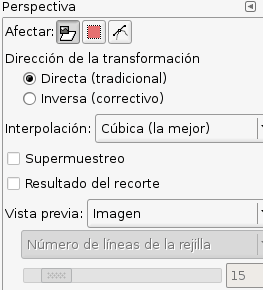 Perspectiva
Afectar:
Dirección de la transformación
Directa (tradicional)
Inversa (correctivo)
Interpolación: Cúbica (la mejor)
Supermuestreo
Resultado del recorte
Vista previa: Imagen
Número de líneas de la rejilla
15